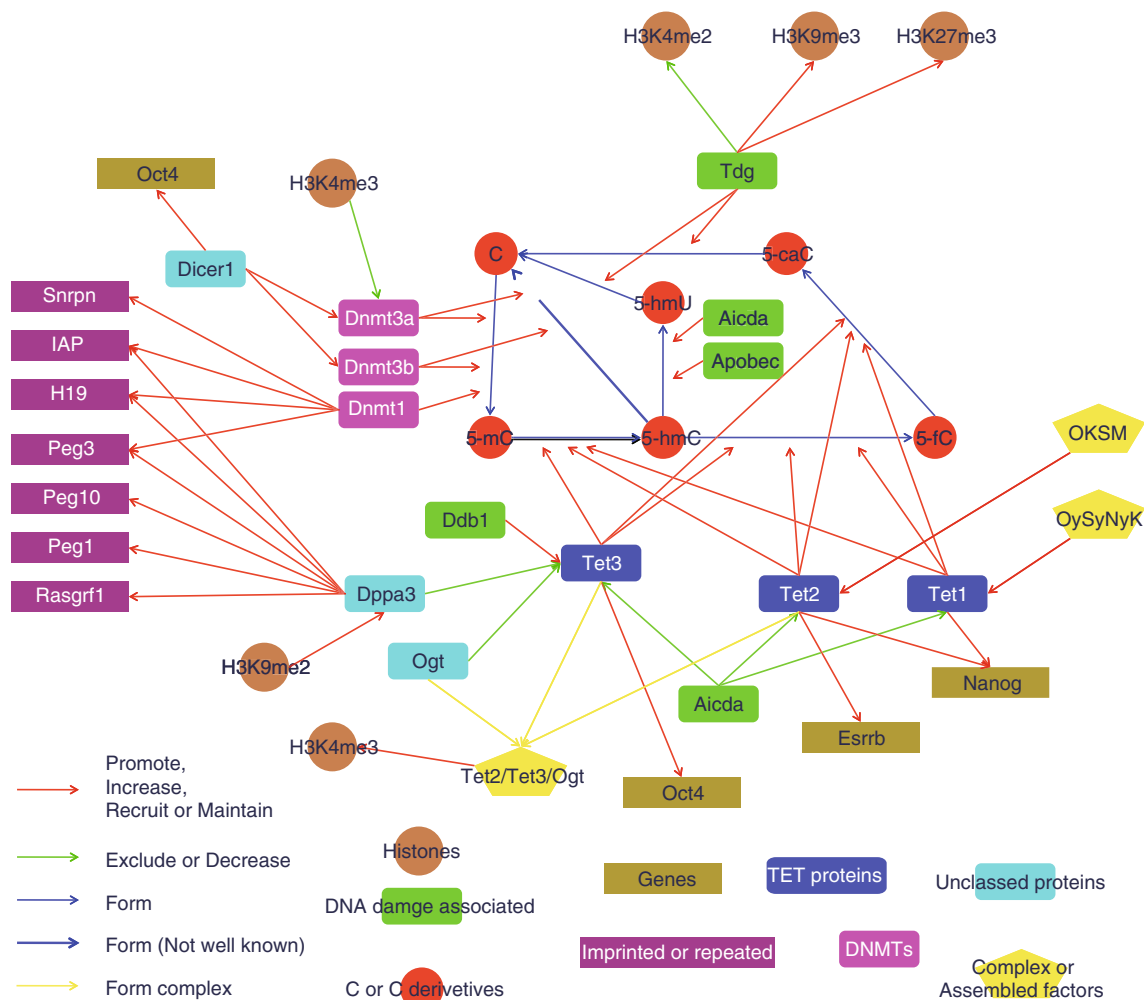 H3K4me2
H3K9me3
H3K27me3
Oct4
H3K4me3
Tdg
Dicer1
C
5-caC
Snrpn
5-hmU
Dnmt3a
Aicda
IAP
Dnmt3b
Apobec
H19
Dnmt1
5-mC
5-hmC
5-fC
OKSM
Peg3
Peg10
Ddb1
OySyNyK
Peg1
Tet3
Rasgrf1
Dppa3
Tet2
Tet1
H3K9me2
Ogt
Nanog
Aicda
Esrrb
H3K4me3
Tet2/Tet3/Ogt
Oct4
Promote,
Increase,
Recruit or Maintain
Exclude or Decrease
Form
Form (Not well known)
Form complex
Histones
DNA damge associated
C or C derivetives
Genes
Imprinted or repeated
TET proteins
DNMTs
Unclassed proteins
Complex or
Assembled factors